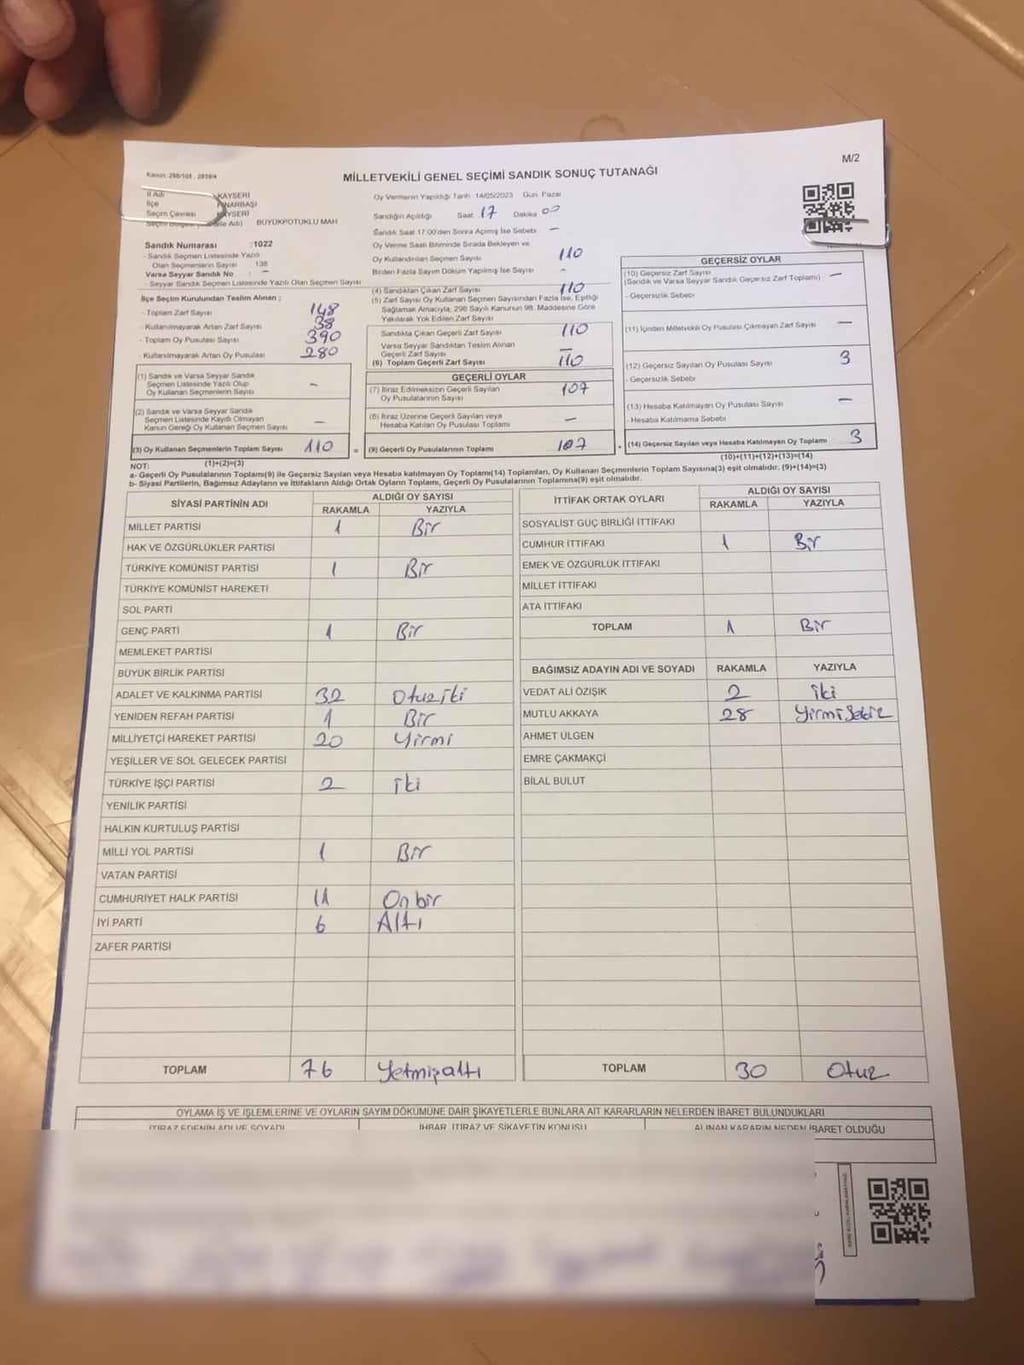 M/2
MİLLETVEKİLİ GENEL SEÇİMİ SANDIK SONUÇ TUTANAĞI
İl Adı KAYSERİ
İlçe PINARBAŞI
Seçim Çevresi KAYSERİ
BÜYÜKPOTUKLU MAH
Sandık Numarası : 1022
- Sandık Seçmen Listesinde Yazılı
Olan Seçmenlerin Sayısı : 138
Varsa Seyyar Sandık No : –
- Seyyar Sandık Seçmen Listesinde Yazılı Olan Seçmen Sayısı
İlçe Seçim Kurulundan Teslim Alınan ;
- Toplam Zarf Sayısı 148
- Kullanılmayarak Artan Zarf Sayısı 38
- Toplam Oy Pusulası Sayısı 390
- Kullanılmayarak Artan Oy Pusulası 280
(1) Sandık ve Varsa Seyyar Sandık
Seçmen Listesinde Yazılı Olup
Oy Kullanan Seçmenlerin Sayısı –
(2) Sandık ve Varsa Seyyar Sandık
Seçmen Listesinde Kayıtlı Olmayan
Kanun Gereği Oy Kullanan Seçmen Sayısı –
(3) Oy Kullanan Seçmenlerin Toplam Sayısı 110
(1)+(2)=(3)
Oy Vermenin Yapıldığı Tarih : 14/05/2023 Gün: Pazar
Sandığın Açıldığı Saat 17 Dakika 00
Sandık Saat 17:00'den Sonra Açılmış İse Sebebi –
Oy Verme Saati Bitiminde Sırada Bekleyen ve
Oy Kullandırılan Seçmen Sayısı 110
Birden Fazla Sayım Döküm Yapılmış İse Sayısı -
(4) Sandıktan Çıkan Zarf Sayısı 110
(5) Zarf Sayısı Oy Kullanan Seçmen Sayısından Fazla İse, Eşitliği
Sağlamak Amacıyla, 298 Sayılı Kanunun 98. Maddesine Göre
Yakılarak Yok Edilen Zarf Sayısı
Sandıkta Çıkan Geçerli Zarf Sayısı 110
Varsa Seyyar Sandıktan Teslim Alınan
Geçerli Zarf Sayısı –
(6) Toplam Geçerli Zarf Sayısı 110
GEÇERLİ OYLAR
(7) İtiraz Edilmeksizin Geçerli Sayılan
Oy Pusulalarının Sayısı 107
(8) İtiraz Üzerine Geçerli Sayılan veya
Hesaba Katılan Oy Pusulası Toplamı –
(9) Geçerli Oy Pusulalarının Toplamı 107
GEÇERSİZ OYLAR
(10) Geçersiz Zarf Sayısı
(Sandık ve Varsa Seyyar Sandık Geçersiz Zarf Toplamı) –
- Geçersizlik Sebebi
(11) İçinden Milletvekili Oy Pusulası Çıkmayan Zarf Sayısı –
(12) Geçersiz Sayılan Oy Pusulası Sayısı 3
- Geçersizlik Sebebi
(13) Hesaba Katılmayan Oy Pusulası Sayısı –
- Hesaba Katılmama Sebebi
(14) Geçersiz Sayılan veya Hesaba Katılmayan Oy Toplamı 3
(10)+(11)+(12)+(13)=(14)
NOT:
a- Geçerli Oy Pusulalarının Toplamı(9) ile Geçersiz Sayılan veya Hesaba katılmayan Oy Toplamı(14) Toplamları, Oy Kullanan Seçmenlerin Toplam Sayısına(3) eşit olmalıdır. (9)+(14)=(3)
b- Siyasi Partilerin, Bağımsız Adayların ve İttifakların Aldığı Ortak Oyların Toplamı, Geçerli Oy Pusulalarının Toplamına(9) eşit olmalıdır.
SİYASİ PARTİNİN ADI ALDIĞI OY SAYISI
RAKAMLA YAZIYLA
MİLLET PARTİSİ 1 Bir
HAK VE ÖZGÜRLÜKLER PARTİSİ
TÜRKİYE KOMÜNİST PARTİSİ 1 Bir
TÜRKİYE KOMÜNİST HAREKETİ
SOL PARTİ
GENÇ PARTİ 1 Bir
MEMLEKET PARTİSİ
BÜYÜK BİRLİK PARTİSİ
ADALET VE KALKINMA PARTİSİ 32 Otuziki
YENİDEN REFAH PARTİSİ 1 Bir
MİLLİYETÇİ HAREKET PARTİSİ 20 Yirmi
YEŞİLLER VE SOL GELECEK PARTİSİ
TÜRKİYE İŞÇİ PARTİSİ 2 iki
YENİLİK PARTİSİ
HALKIN KURTULUŞ PARTİSİ
MİLLİ YOL PARTİSİ 1 Bir
VATAN PARTİSİ
CUMHURİYET HALK PARTİSİ 11 Onbir
İYİ PARTİ 6 Altı
ZAFER PARTİSİ
TOPLAM 76 Yetmişaltı
İTTİFAK ORTAK OYLARI ALDIĞI OY SAYISI
RAKAMLA YAZIYLA
SOSYALİST GÜÇ BİRLİĞİ İTTİFAKI
CUMHUR İTTİFAKI 1 Bir
EMEK VE ÖZGÜRLÜK İTTİFAKI
MİLLET İTTİFAKI
ATA İTTİFAKI
TOPLAM 1 Bir
BAĞIMSIZ ADAYIN ADI VE SOYADI RAKAMLA YAZIYLA
VEDAT ALİ ÖZIŞIK 2 iki
MUTLU AKKAYA 28 Yirmisekiz
AHMET ÜLGEN
EMRE ÇAKMAKÇİ
BİLAL BULUT
TOPLAM 30 Otuz
OYLAMA İŞ VE İŞLEMLERİNE VE OYLARIN SAYIM DÖKÜMÜNE DAİR ŞİKAYETLERLE BUNLARA AİT KARARLARIN NELERDEN İBARET BULUNDUKLARI
İTİRAZ EDENİN ADI VE SOYADI İHBAR, İTİRAZ VE ŞİKAYETİN KONUSU ALINAN KARARIN NEDEN İBARET OLDUĞU